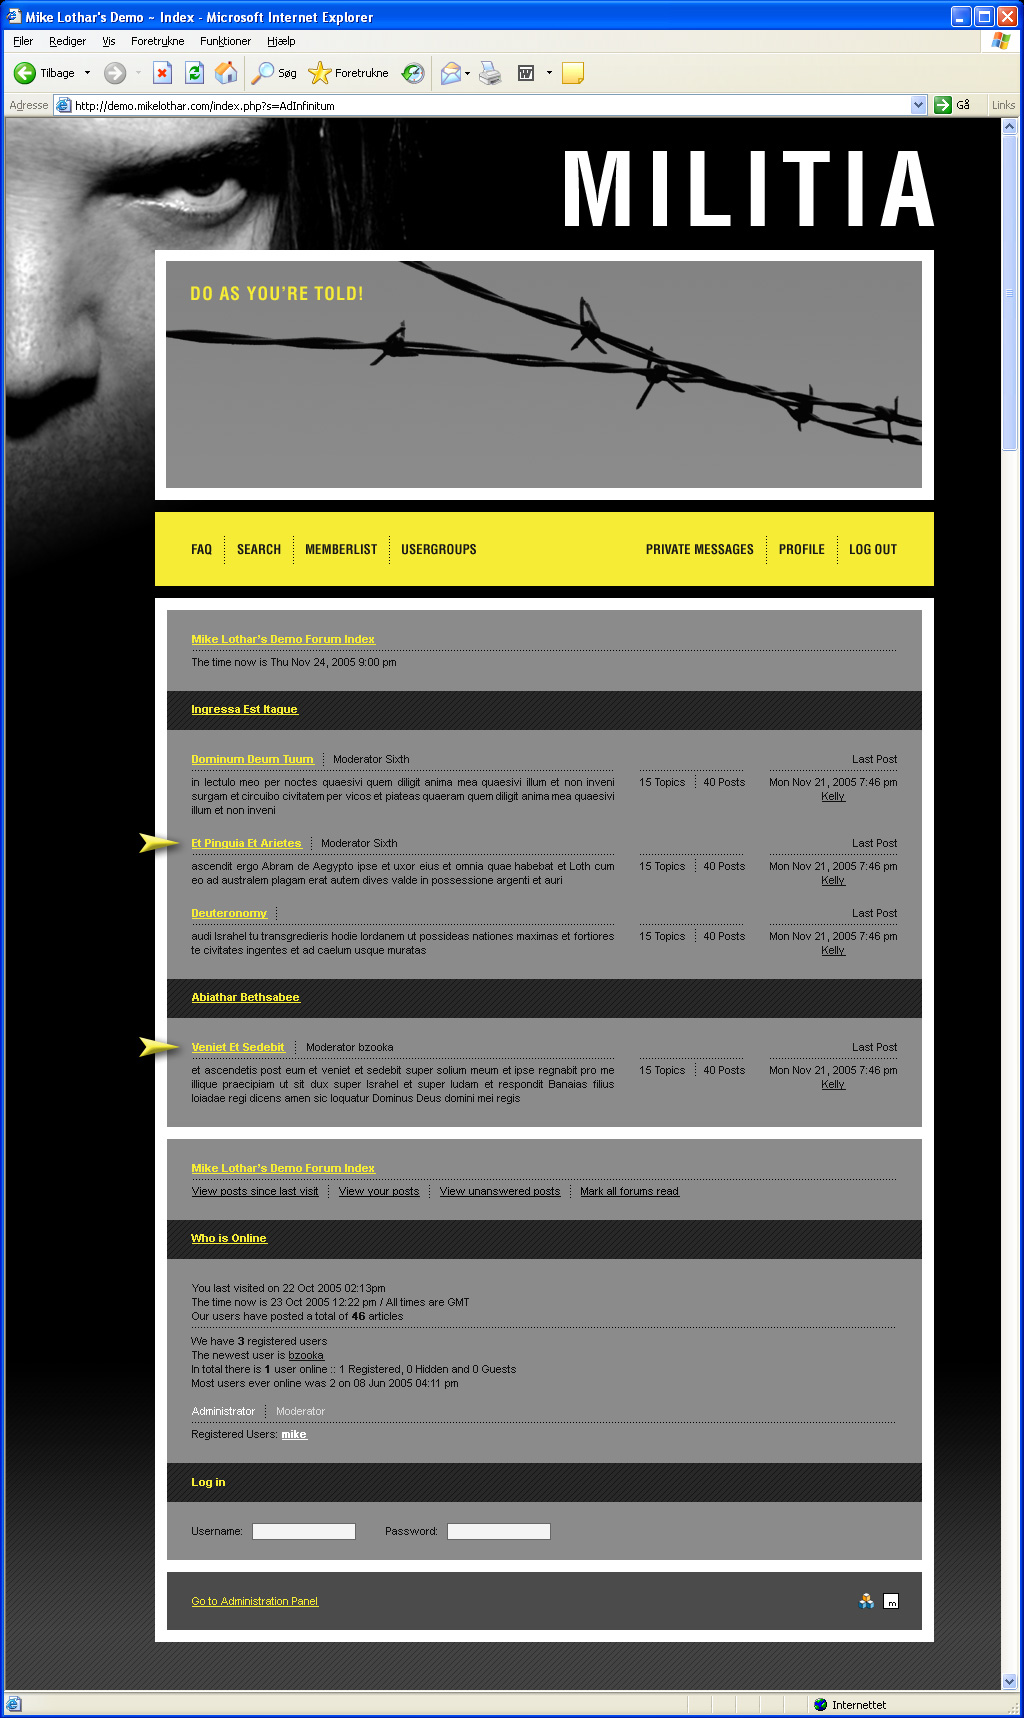 Mike Lothar's Demo ~ Index - Microsoft Internet Explorer
Filer Rediger Vis Foretrukne Funktioner Hjælp
Tilbage Søg Foretrukne
Adresse http://demo.mikelothar.com/index.php?s=AdInfinitum Gå Links
MILITIA
DO AS YOU'RE TOLD!
FAQ SEARCH MEMBERLIST USERGROUPS PRIVATE MESSAGES PROFILE LOG OUT
Mike Lothar's Demo Forum Index
The time now is Thu Nov 24, 2005 9:00 pm
Ingressa Est Itaque
Dominum Deum Tuum Moderator Sixth Last Post
in lectulo meo per noctes quaesivi quem diligit anima mea quaesivi illum et non inveni 15 Topics 40 Posts Mon Nov 21, 2005 7:46 pm
surgam et circuibo civitatem per vicos et piateas quaeram quem diligit anima mea quaesivi Kelly
illum et non inveni
Et Pinguia Et Arietes Moderator Sixth Last Post
ascendit ergo Abram de Aegypto ipse et uxor eius et omnia quae habebat et Loth cum 15 Topics 40 Posts Mon Nov 21, 2005 7:46 pm
eo ad australem plagam erat autem dives valde in possessione argenti et auri Kelly
Deuteronomy Last Post
audi Israhel tu transgredieris hodie Iordanem ut possideas nationes maximas et fortiores 15 Topics 40 Posts Mon Nov 21, 2005 7:46 pm
te civitates ingentes et ad caelum usque muratas Kelly
Abiathar Bethsabee
Veniet Et Sedebit Moderator bzooka Last Post
et ascendetis post eum et veniet et sedebit super solium meum et ipse regnabit pro me 15 Topics 40 Posts Mon Nov 21, 2005 7:46 pm
illique praecipiam ut sit dux super Israhel et super Iudam et respondit Banaias filius Kelly
Ioiadae regi dicens amen sic loquatur Dominus Deus domini mei regis
Mike Lothar's Demo Forum Index
View posts since last visit View your posts View unanswered posts Mark all forums read
Who is Online
You last visited on 22 Oct 2005 02:13pm
The time now is 23 Oct 2005 12:22 pm / All times are GMT
Our users have posted a total of 46 articles
We have 3 registered users
The newest user is bzooka
In total there is 1 user online :: 1 Registered, 0 Hidden and 0 Guests
Most users ever online was 2 on 08 Jun 2005 04:11 pm
Administrator Moderator
Registered Users: mike
Log in
Username: Password:
Go to Administration Panel m
Internettet